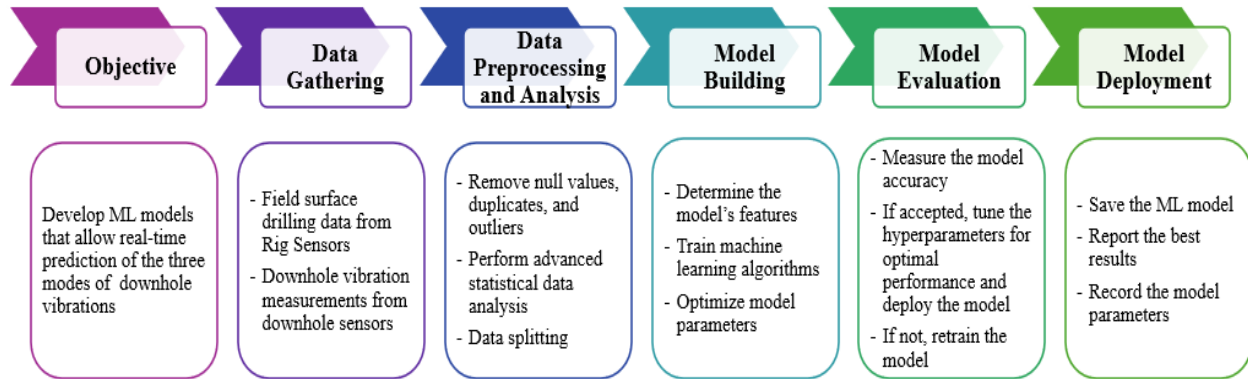 Objective
Data
Gathering
Data
Preprocessing
and Analysis
Model
Building
Model
Evaluation
Model
Deployment
Develop ML models
that allow real-time
prediction of the three
modes of downhole
vibrations
- Field surface
drilling data from
Rig Sensors
- Downhole vibration
measurements from
downhole sensors
- Remove null values,
duplicates, and
outliers
- Perform advanced
statistical data
analysis
- Data splitting
- Determine the
model’s features
- Train machine
learning algorithms
- Optimize model
parameters
- Measure the model
accuracy
- If accepted, tune the
hyperparameters for
optimal
performance and
deploy the model
- If not, retrain the
model
- Save the ML model
- Report the best
results
- Record the model
parameters